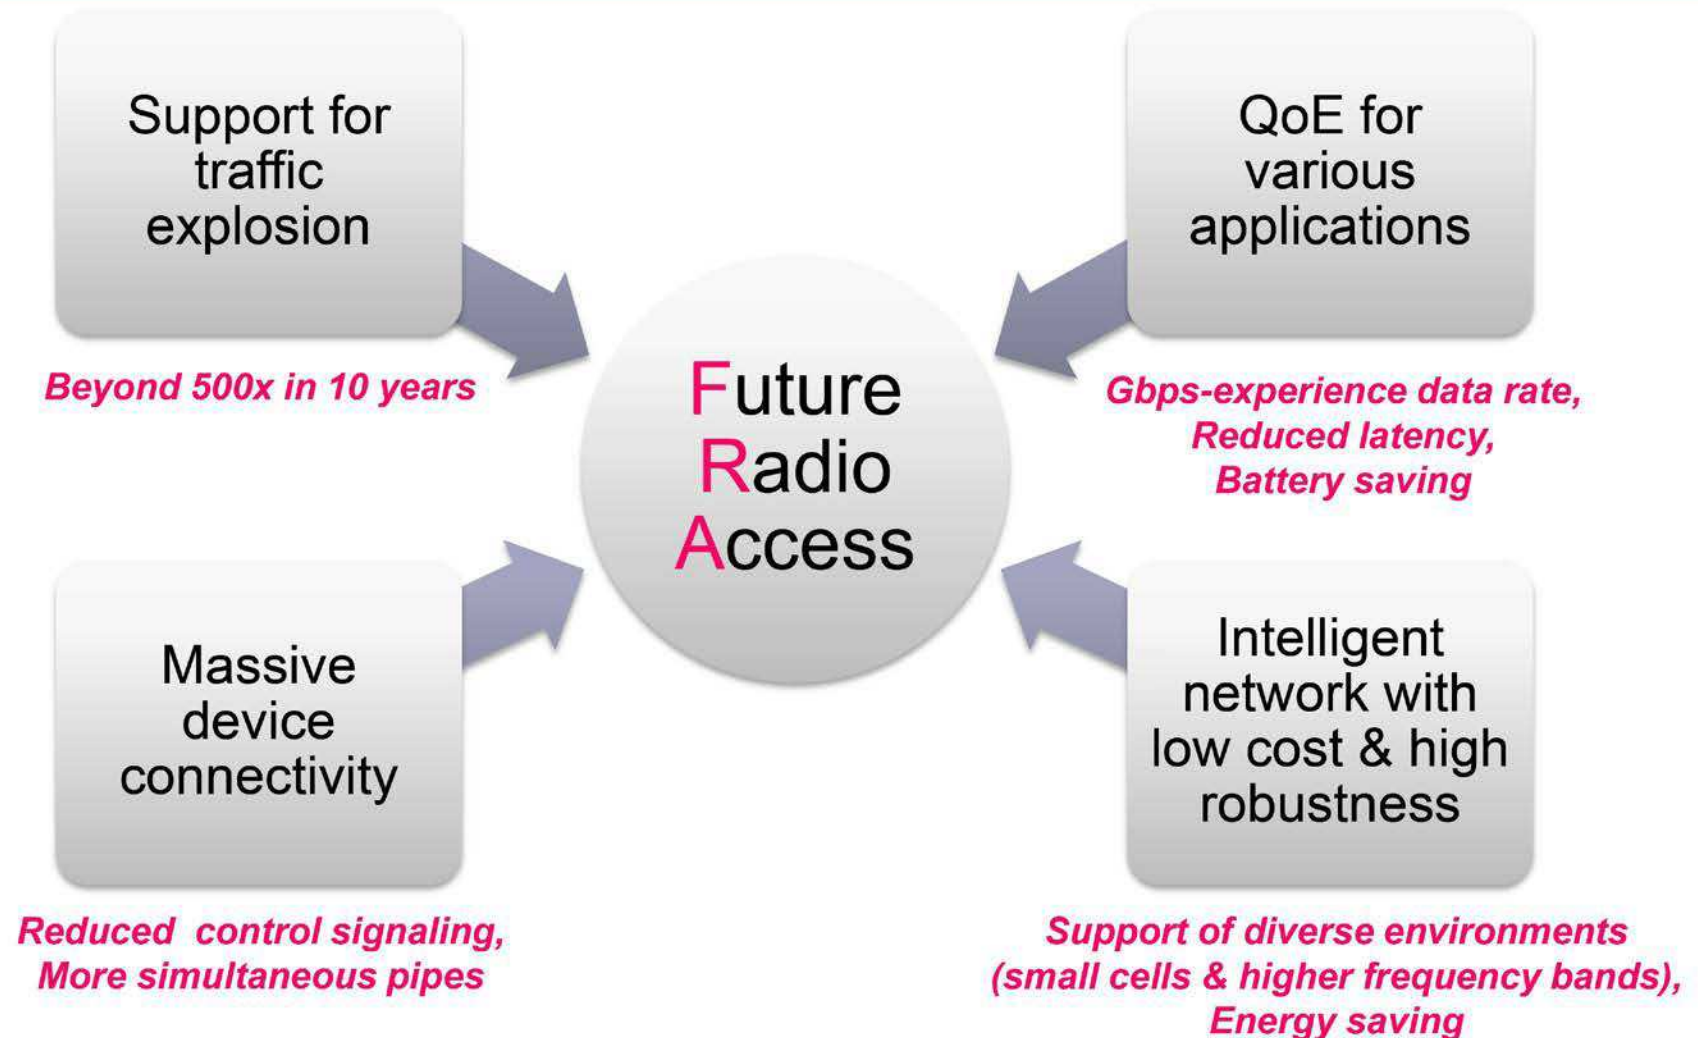 Support for
traffic
explosion
Beyond 500x in 10 years
QoE for
various
applications
Gbps-experience data rate,
Reduced latency,
Battery saving
Future
Radio
Access
Massive
device
connectivity
Reduced  control signaling,
More simultaneous pipes
Intelligent
network with
low cost & high
robustness
Support of diverse environments
(small cells & higher frequency bands),
Energy saving